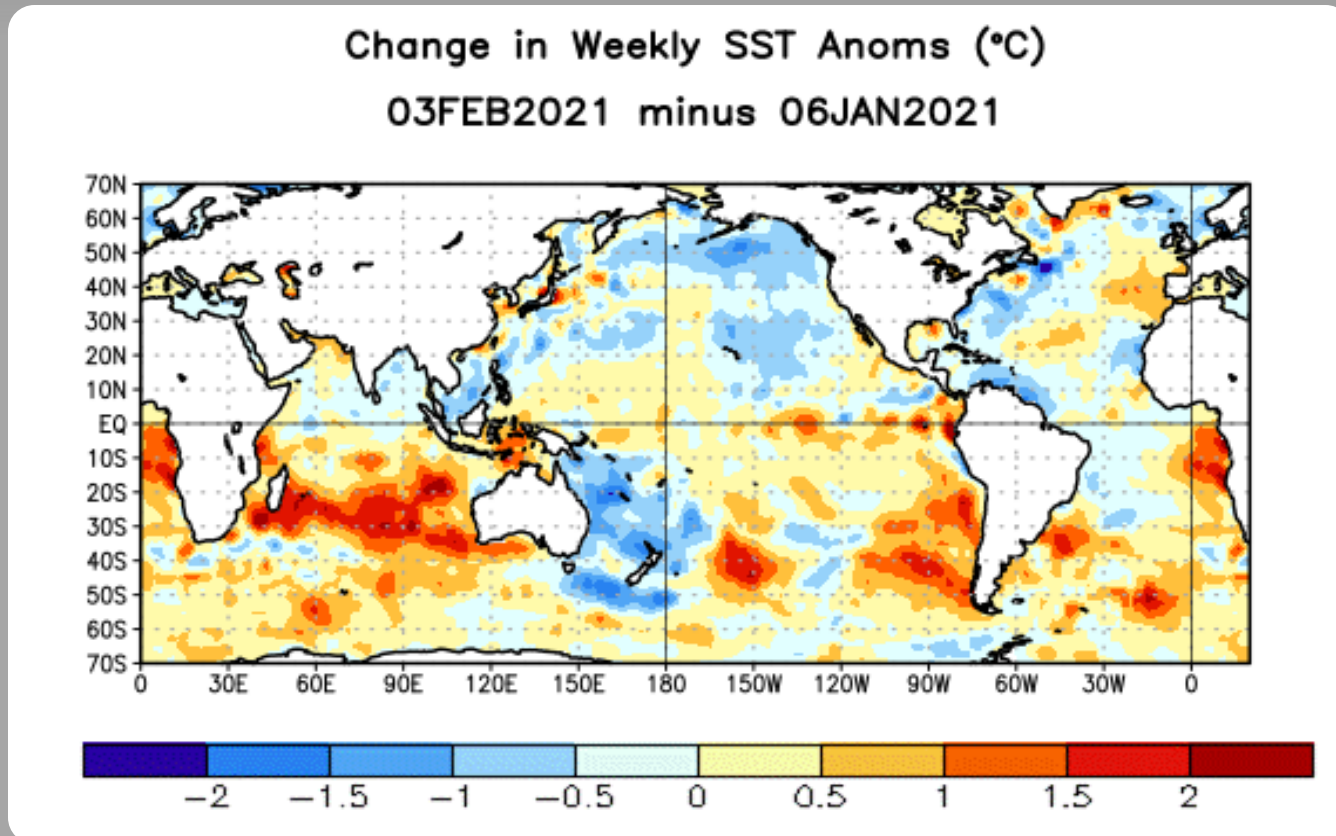 Change in Weekly SST Anoms (°C)
03FEB2021 minus 06JAN2021
70N
60N
50N
40N
30N
20N
10N
EQ
10S
20S
30S
40S
50S
60S
70S
0 30E 60E 90E 120E 150E 180 150W 120W 90W 60W 30W 0
−2 −1.5 −1 −0.5 0 0.5 1 1.5 2